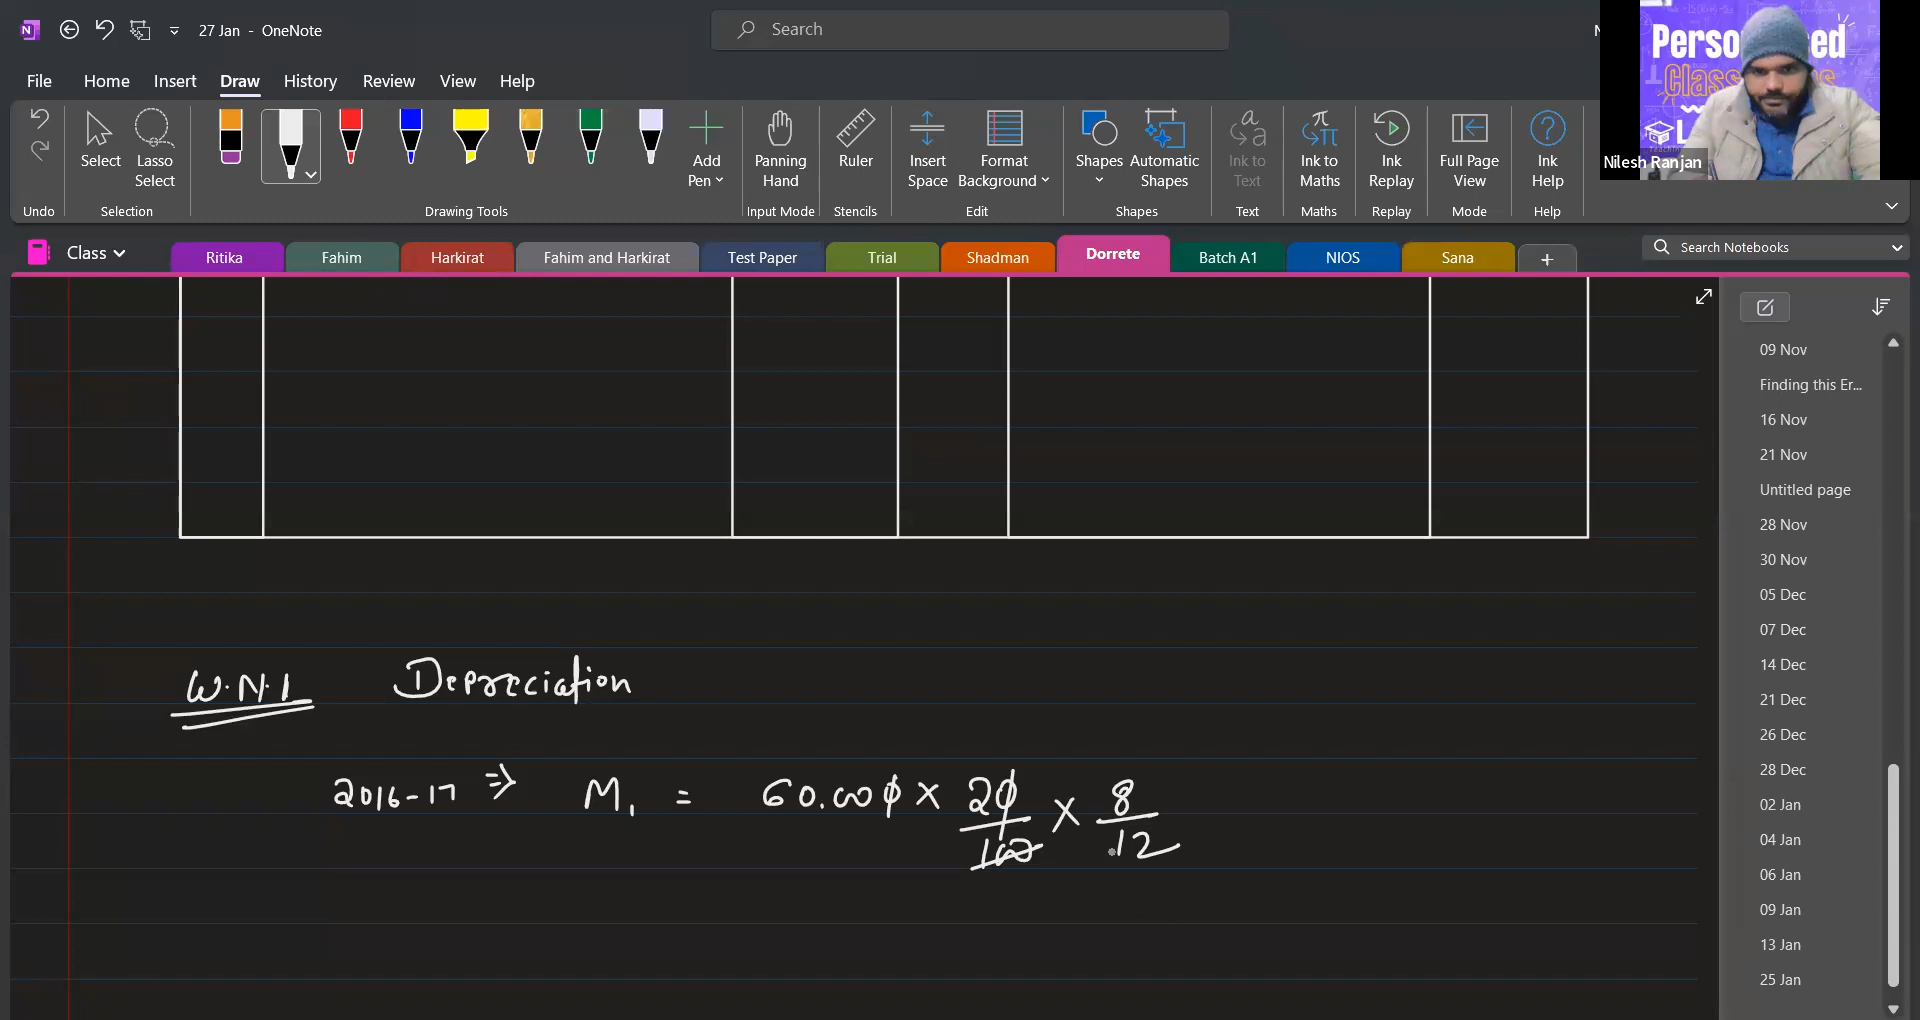 27 Jan - OneNote
Search
Personalised
Classes
Nilesh Ranjan
File Home Insert Draw History Review View Help
Select
Lasso Select
Add Pen
Panning Hand
Ruler
Insert Space
Format Background
Shapes
Automatic Shapes
Ink to Text
Ink to Maths
Ink Replay
Full Page View
Ink Help
Undo Selection Drawing Tools Input Mode Stencils Edit Shapes Text Maths Replay Mode Help
Class
Ritika Fahim Harkirat Fahim and Harkirat Test Paper Trial Shadman Dorrete Batch A1 NIOS Sana +
Search Notebooks
09 Nov
Finding this Er...
16 Nov
21 Nov
Untitled page
28 Nov
30 Nov
05 Dec
07 Dec
14 Dec
21 Dec
26 Dec
28 Dec
02 Jan
04 Jan
06 Jan
09 Jan
13 Jan
25 Jan
W.N.1 Depreciation
2016-17 ⇒ M₁ = 60,000 × 20/100 × 8/12